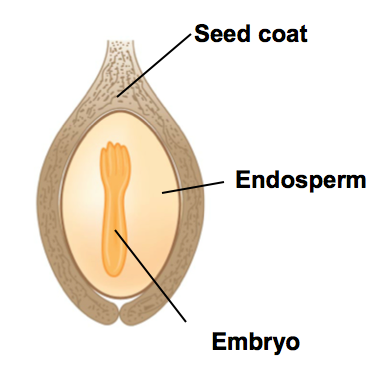 Seed coat
Endosperm
Embryo